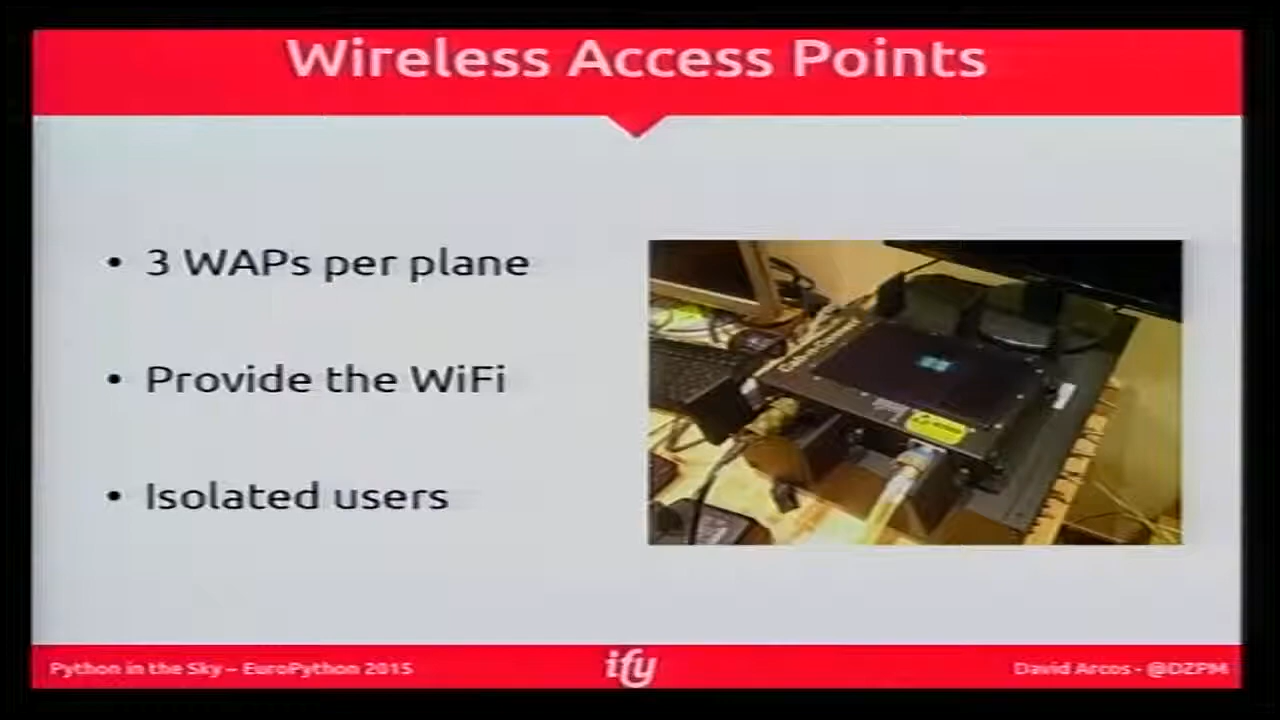 Wireless Access Points
• 3 WAPs per plane
• Provide the WiFi
• Isolated users
Python in the Sky – EuroPython 2015
ify
David Arcos - @DZPM